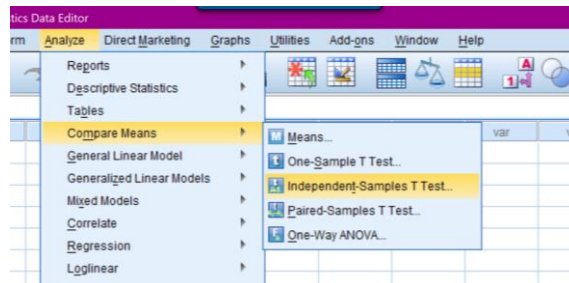 tics Data Editor
rm Analyze Direct Marketing Graphs Utilities Add-ons Window Help
Reports
Descriptive Statistics
Tables
Compare Means
General Linear Model
Generalized Linear Models
Mixed Models
Correlate
Regression
Loglinear
Means...
One-Sample T Test...
Independent-Samples T Test...
Paired-Samples T Test...
One-Way ANOVA...
var
A
1